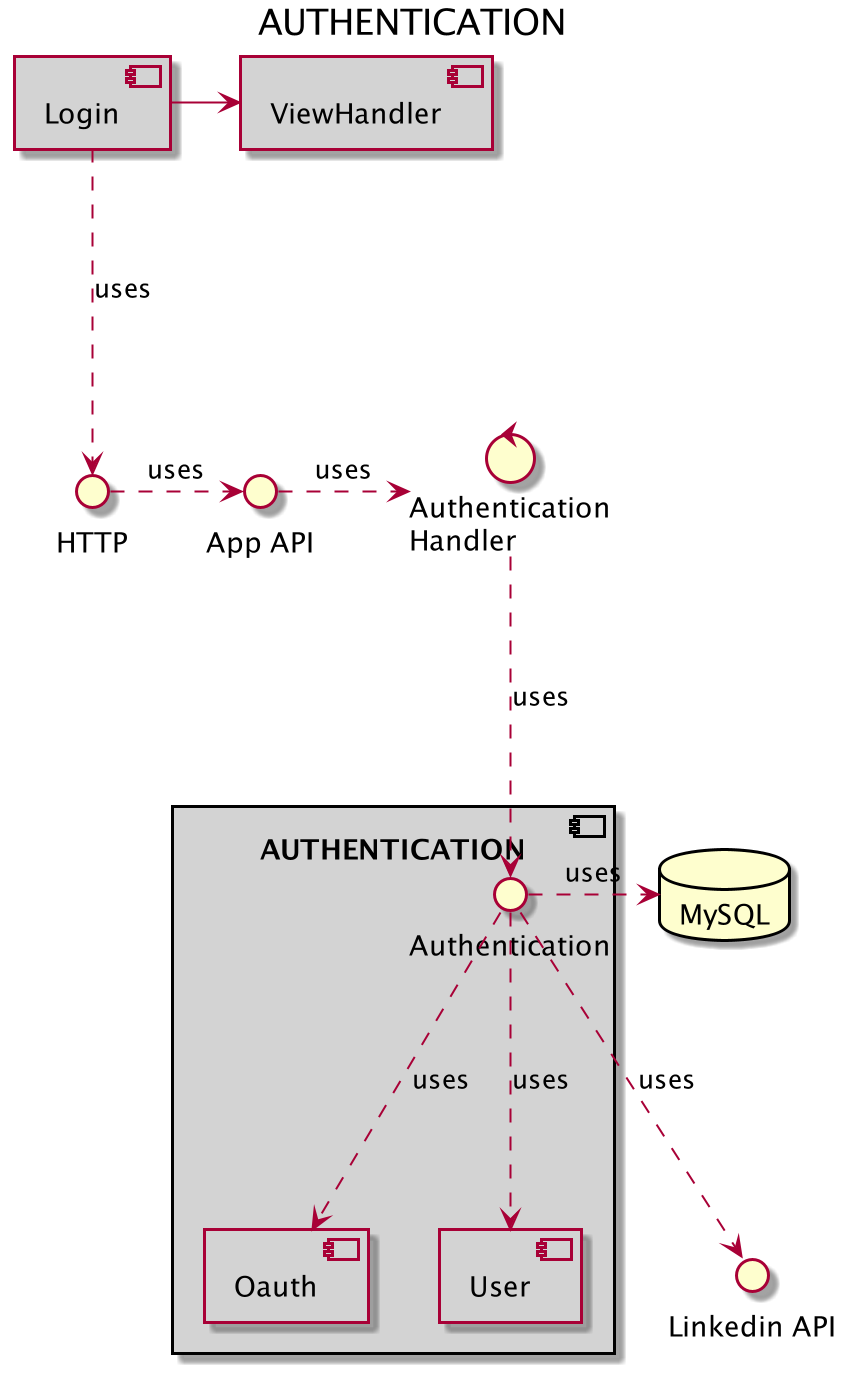 AUTHENTICATION
Login
ViewHandler
uses
uses
uses
HTTP
App API
Authentication
Handler
uses
AUTHENTICATION
uses
MySQL
Authentication
uses
uses
uses
Oauth
User
Linkedin API